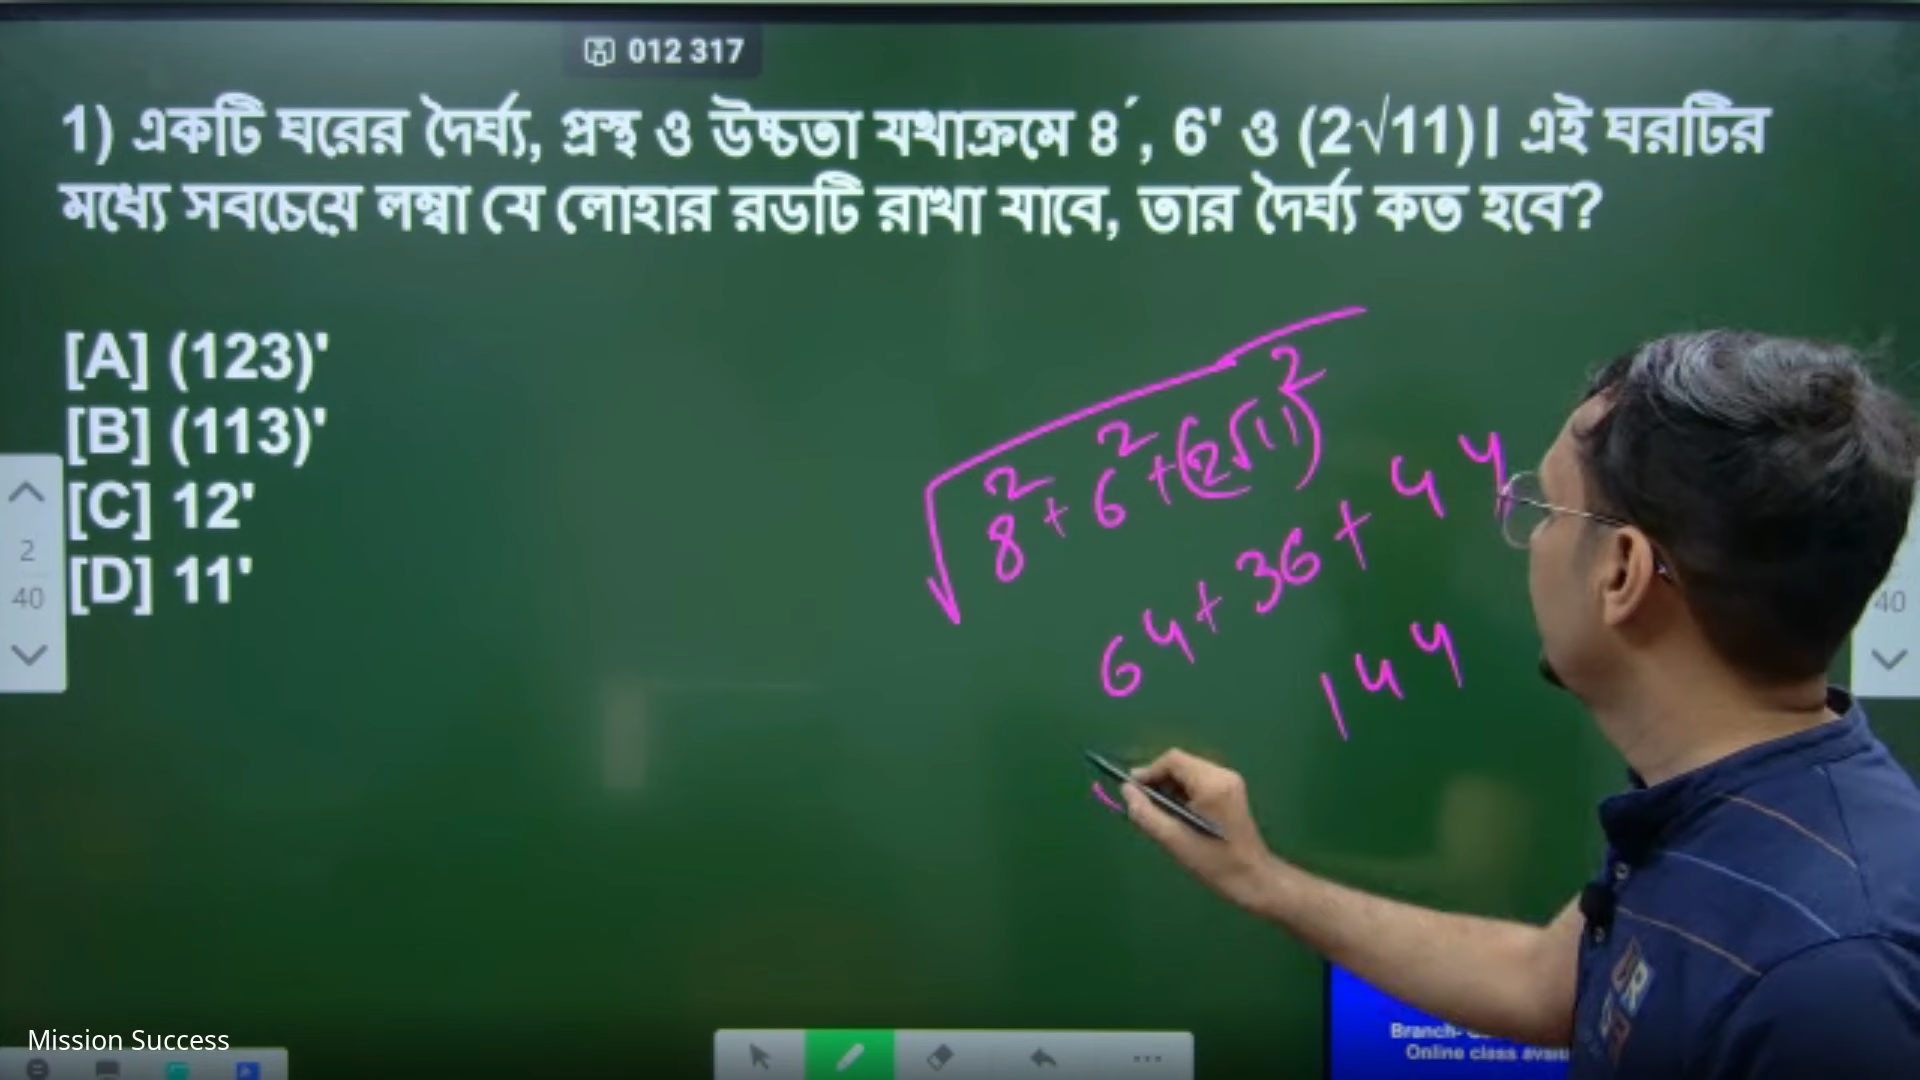 012 317
1) একটি ঘরের দৈর্ঘ্য, প্রস্থ ও উচ্চতা যথাক্রমে ৪´, 6' ও (2√11)। এই ঘরটির
মধ্যে সবচেয়ে লম্বা যে লোহার রডটি রাখা যাবে, তার দৈর্ঘ্য কত হবে?
[A] (123)'
[B] (113)'
[C] 12'
[D] 11'
√8²+6²+(2√11)²
64+36+44
144
2
40
40
Mission Success
Branch-
Online class